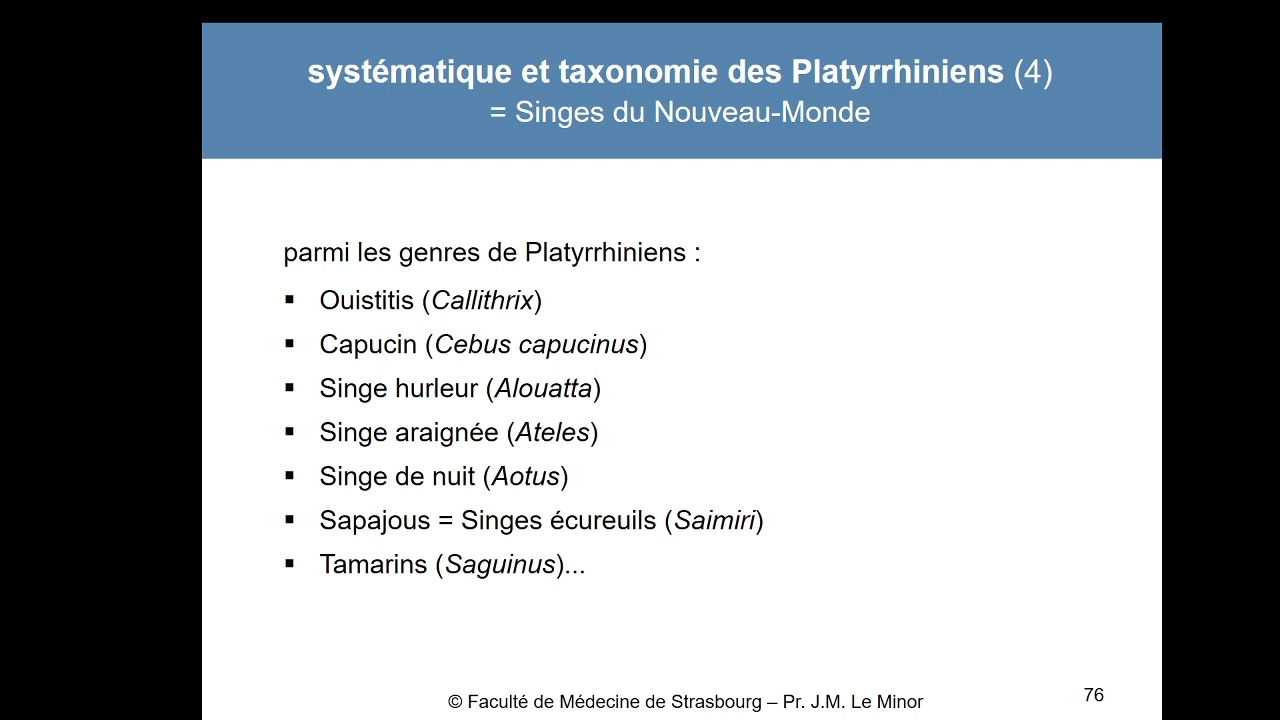 systématique et taxonomie des Platyrrhiniens (4)
= Singes du Nouveau-Monde
parmi les genres de Platyrrhiniens :
▪ Ouistitis (Callithrix)
▪ Capucin (Cebus capucinus)
▪ Singe hurleur (Alouatta)
▪ Singe araignée (Ateles)
▪ Singe de nuit (Aotus)
▪ Sapajous = Singes écureuils (Saimiri)
▪ Tamarins (Saguinus)...
© Faculté de Médecine de Strasbourg – Pr. J.M. Le Minor
76